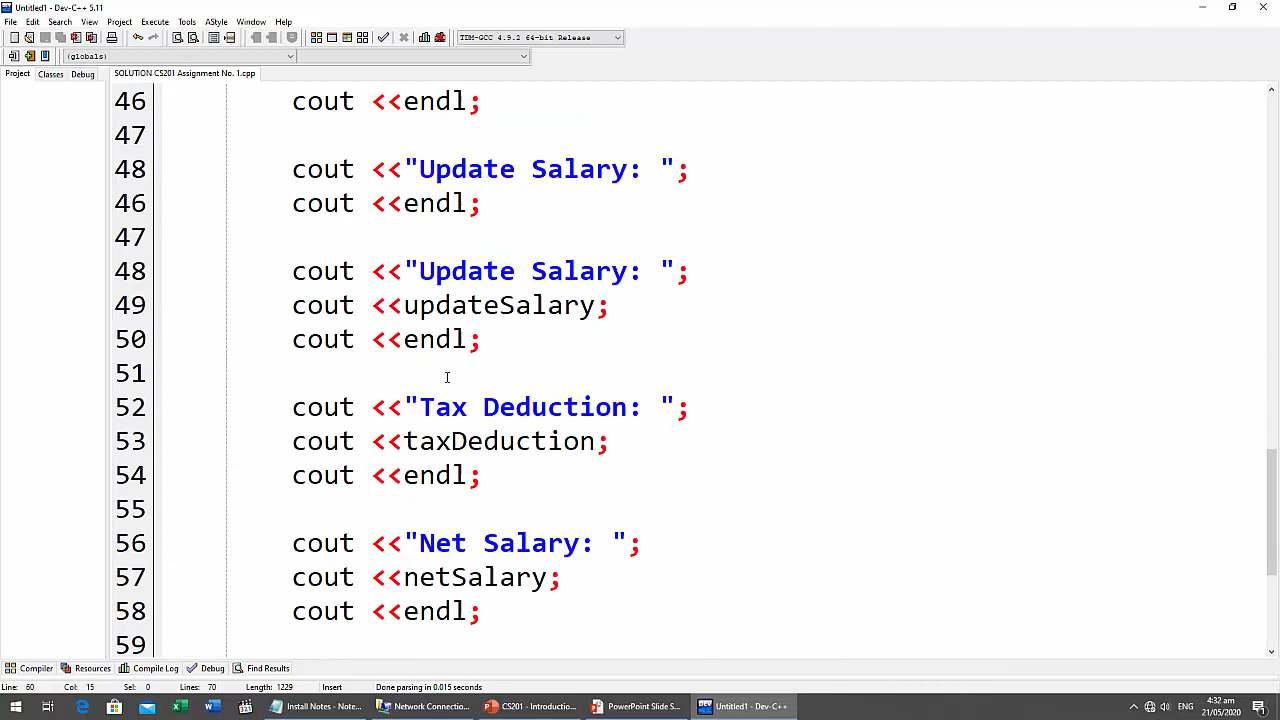 Untitled1 - Dev-C++ 5.11
File Edit Search View Project Execute Tools AStyle Window Help
TDM-GCC 4.9.2 64-bit Release
(globals)
Project Classes Debug SOLUTION CS201 Assignment No. 1.cpp
46 cout <<endl;
47
48 cout <<"Update Salary: ";
46 cout <<endl;
47
48 cout <<"Update Salary: ";
49 cout <<updateSalary;
50 cout <<endl;
51
52 cout <<"Tax Deduction: ";
53 cout <<taxDeduction;
54 cout <<endl;
55
56 cout <<"Net Salary: ";
57 cout <<netSalary;
58 cout <<endl;
59
Compiler Resources Compile Log Debug Find Results
Line: 60 Col: 15 Sel: 0 Lines: 70 Length: 1229 Insert Done parsing in 0.015 seconds
Install Notes - Note... Network Connectio... CS201 - Introductio... PowerPoint Slide S... Untitled1 - Dev-C++ ENG 4:32 pm
21/05/2020